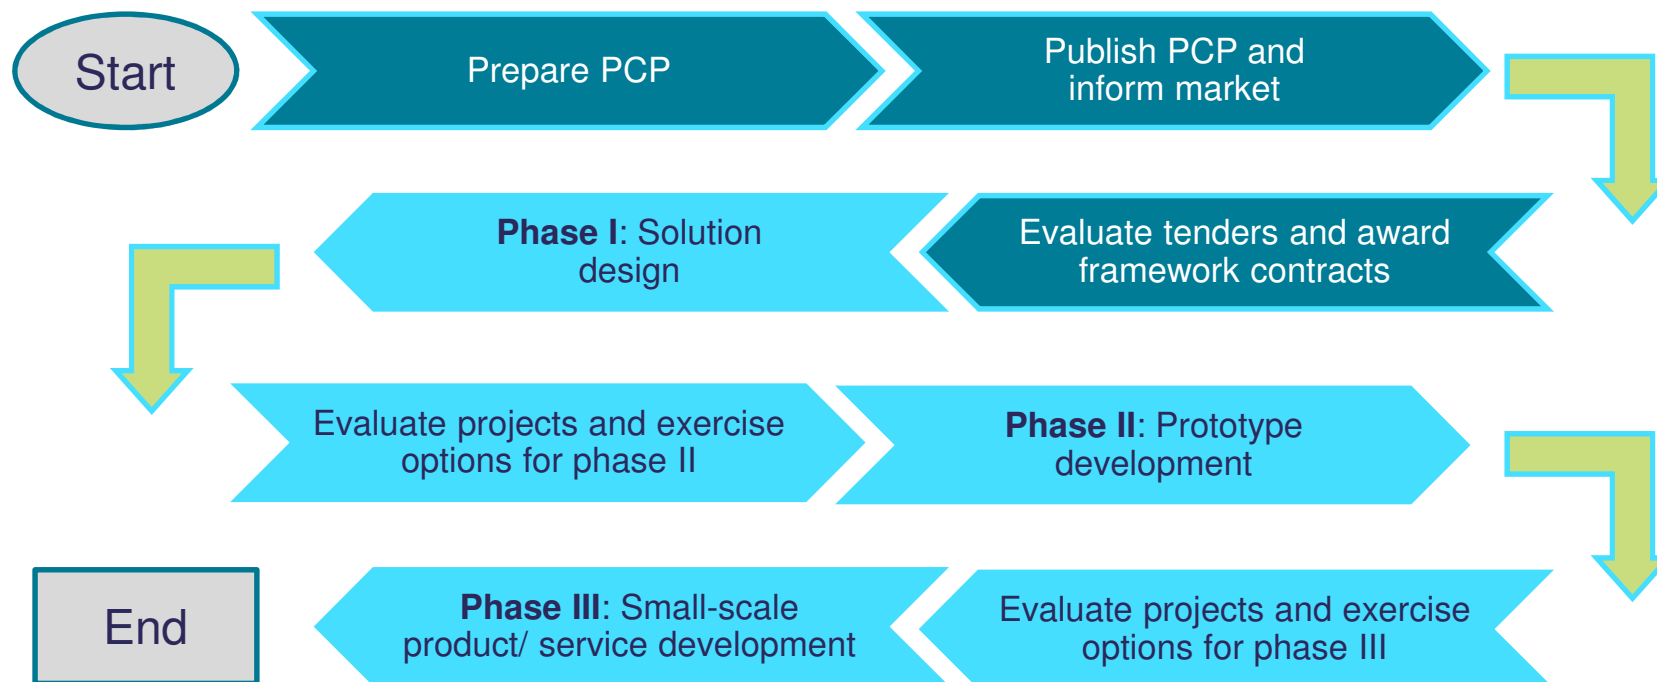 Start
Prepare PCP
Publish PCP and
inform market
Evaluate tenders and award
framework contracts
Phase I: Solution
design
Evaluate projects and exercise
options for phase II
Phase II: Prototype
development
Evaluate projects and exercise
options for phase III
Phase III: Small-scale
product/ service development
End